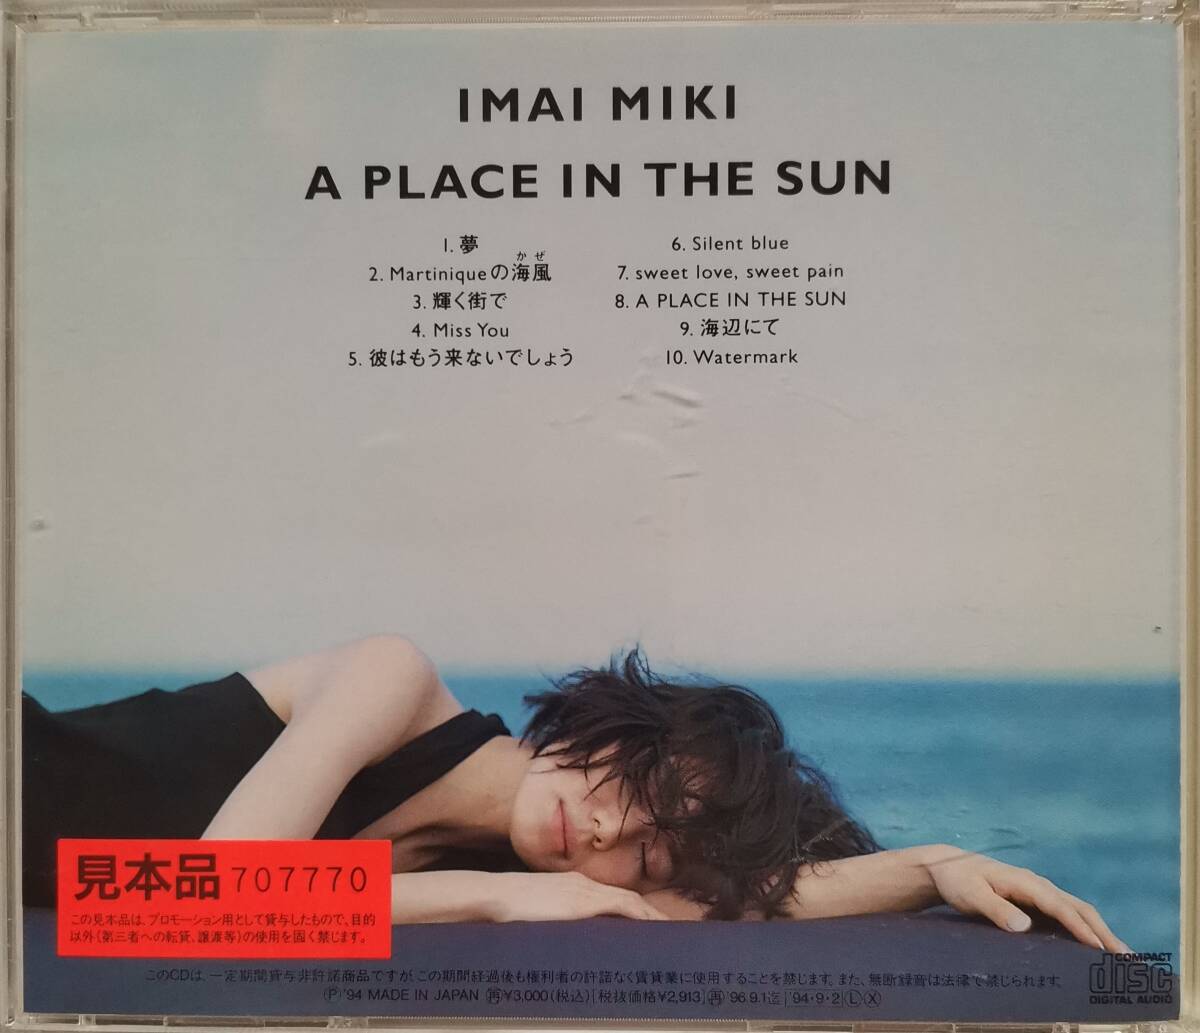 IMAI MIKI
A PLACE IN THE SUN
1. 夢
かぜ
2. Martiniqueの海風
3. 輝く街で
4. Miss You
5. 彼はもう来ないでしょう
6. Silent blue
7. sweet love, sweet pain
8. A PLACE IN THE SUN
9. 海辺にて
10. Watermark
見本品 707770
この見本品は、プロモーション用として貸与したもので、目的
以外(第三者への転貸、譲渡等)の使用を固く禁じます。
このCDは、一定期間貸与非許諾商品ですが、この期間経過後も権利者の許諾なく賃貸業に使用することを禁じます。また、無断録音は法律で禁じられます。
Ⓟ'94 MADE IN JAPAN ㊢¥3,000(税込)[税抜価格¥2,913]㊢'96.9.1迄 '94・9・2ⓁⓍ
COMPACT
disc
DIGITAL AUDIO